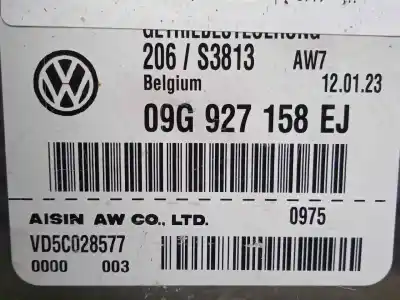 GETRIEBESTEUERUNG
206 / S3813 AW7
Belgium 12.01.23
09G 927 158 EJ
AISIN AW CO., LTD. 0975
VD5C028577
0000 003